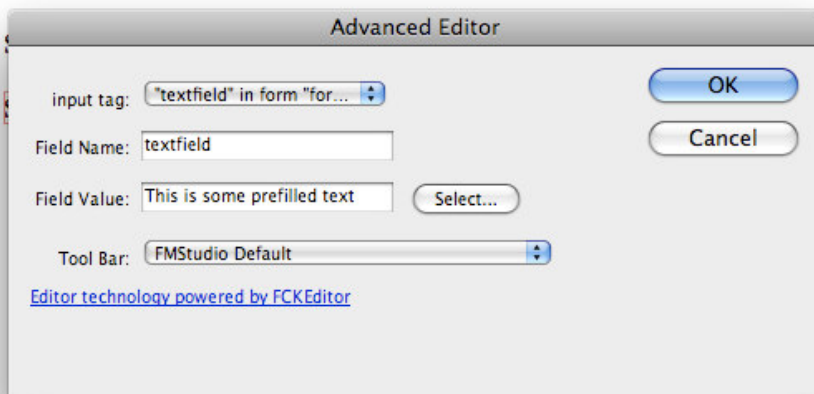 Advanced Editor
input tag: "textfield" in form "for...
OK
Field Name: textfield
Cancel
Field Value: This is some prefilled text Select...
Tool Bar: FMStudio Default
Editor technology powered by FCKEditor